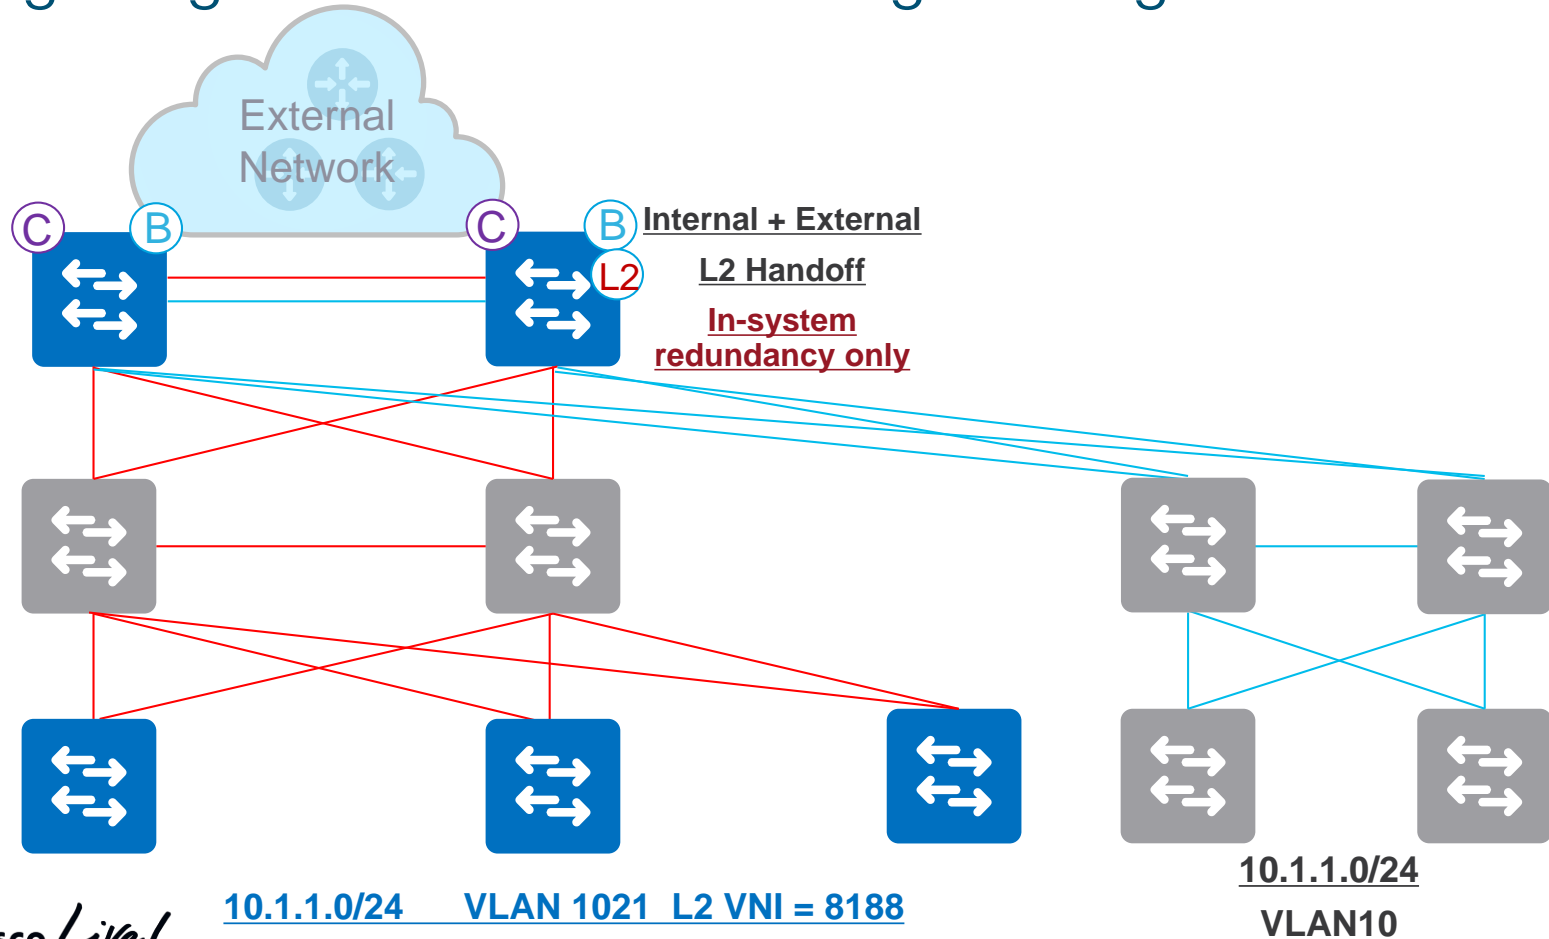 External
Network
C
B
C
B
Internal + External
L2
L2 Handoff
In-system
redundancy only
10.1.1.0/24
VLAN10
10.1.1.0/24 VLAN 1021 L2 VNI = 8188
Live!